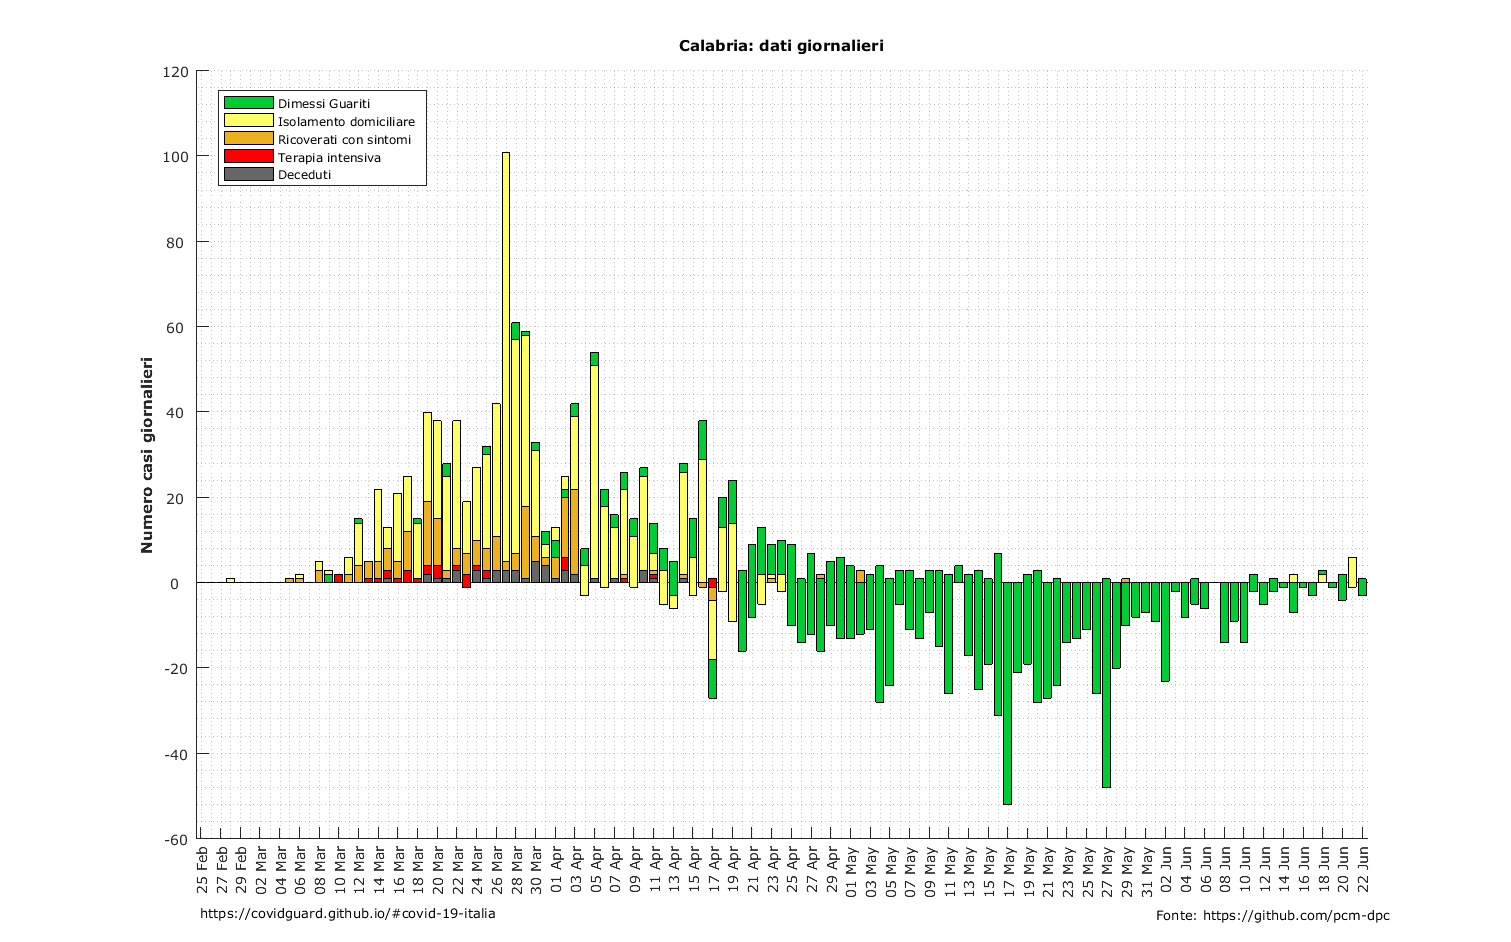 Calabria: dati giornalieri
120
100
80
60
40
20
0
-20
-40
-60
Numero casi giornalieri
Dimessi Guariti
Isolamento domiciliare
Ricoverati con sintomi
Terapia intensiva
Deceduti
25 Feb
27 Feb
29 Feb
02 Mar
04 Mar
06 Mar
08 Mar
10 Mar
12 Mar
14 Mar
16 Mar
18 Mar
20 Mar
22 Mar
24 Mar
26 Mar
28 Mar
30 Mar
01 Apr
03 Apr
05 Apr
07 Apr
09 Apr
11 Apr
13 Apr
15 Apr
17 Apr
19 Apr
21 Apr
23 Apr
25 Apr
27 Apr
29 Apr
01 May
03 May
05 May
07 May
09 May
11 May
13 May
15 May
17 May
19 May
21 May
23 May
25 May
27 May
29 May
31 May
02 Jun
04 Jun
06 Jun
08 Jun
10 Jun
12 Jun
14 Jun
16 Jun
18 Jun
20 Jun
22 Jun
https://covidguard.github.io/#covid-19-italia
Fonte: https://github.com/pcm-dpc